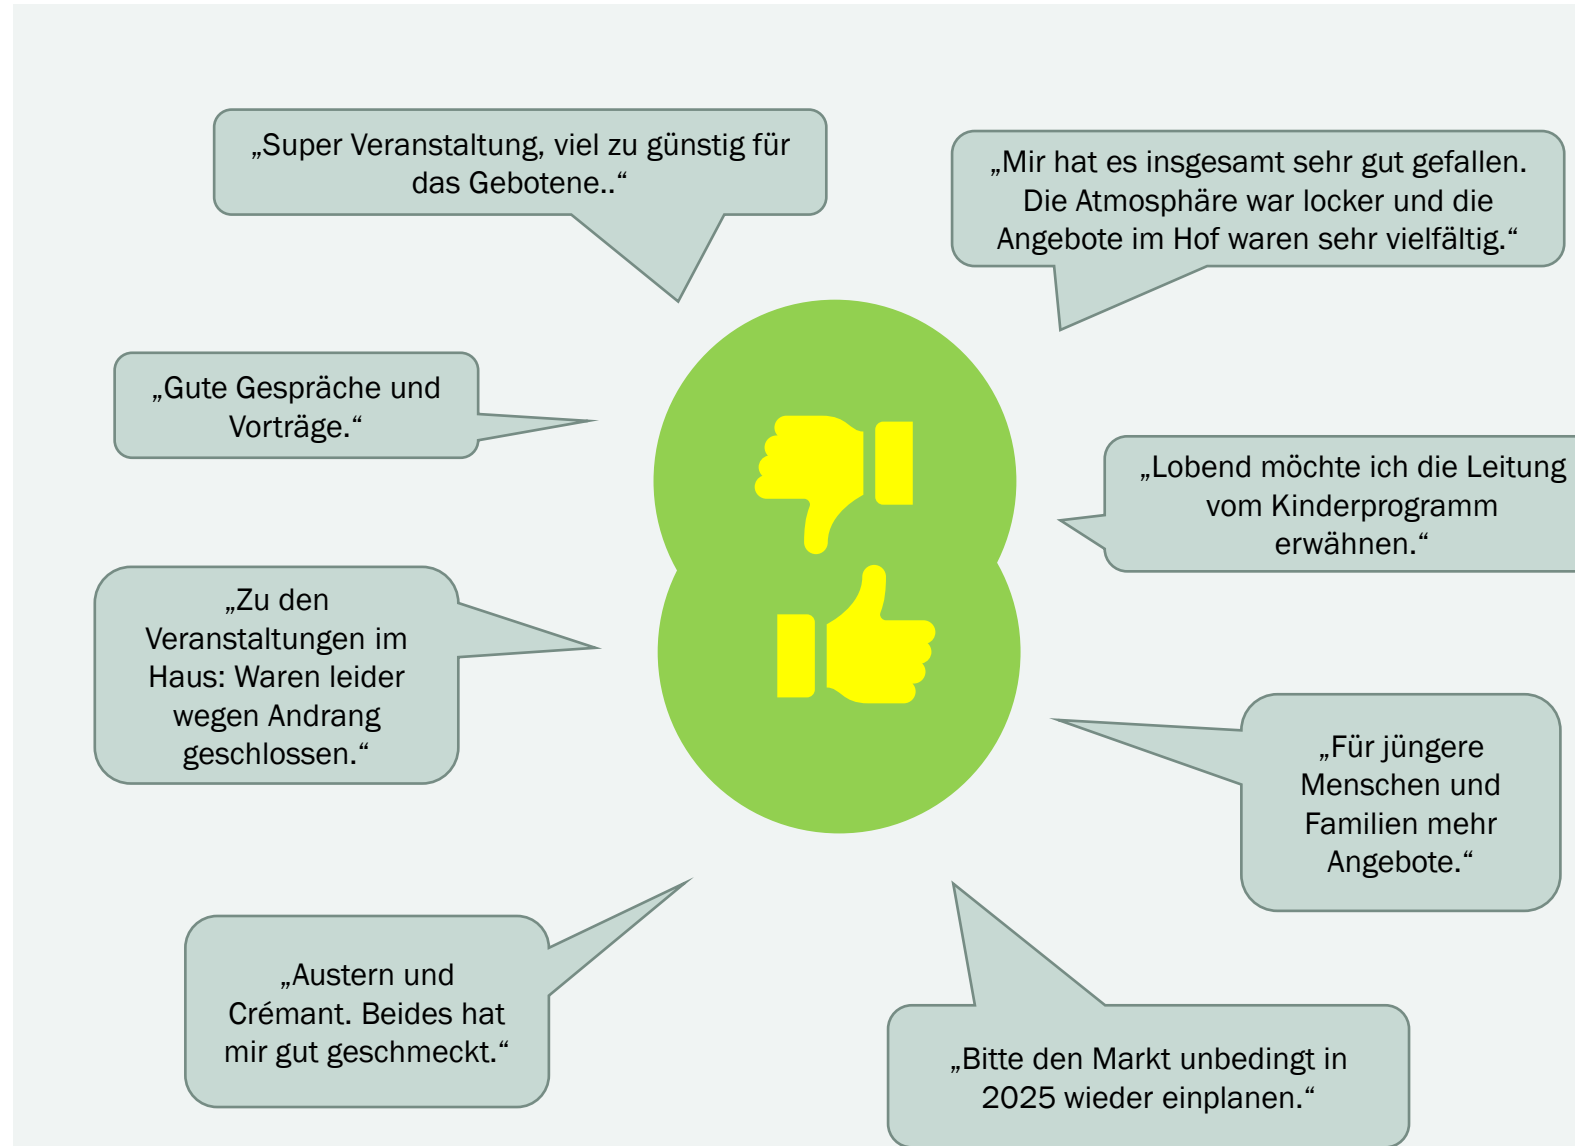 „Super Veranstaltung, viel zu günstig für
das Gebotene..“
„Mir hat es insgesamt sehr gut gefallen.
Die Atmosphäre war locker und die
Angebote im Hof waren sehr vielfältig.“
„Gute Gespräche und
Vorträge.“
„Lobend möchte ich die Leitung
vom Kinderprogramm
erwähnen.“
„Zu den
Veranstaltungen im
Haus: Waren leider
wegen Andrang
geschlossen.“
„Für jüngere
Menschen und
Familien mehr
Angebote.“
„Austern und
Crémant. Beides hat
mir gut geschmeckt.“
„Bitte den Markt unbedingt in
2025 wieder einplanen.“